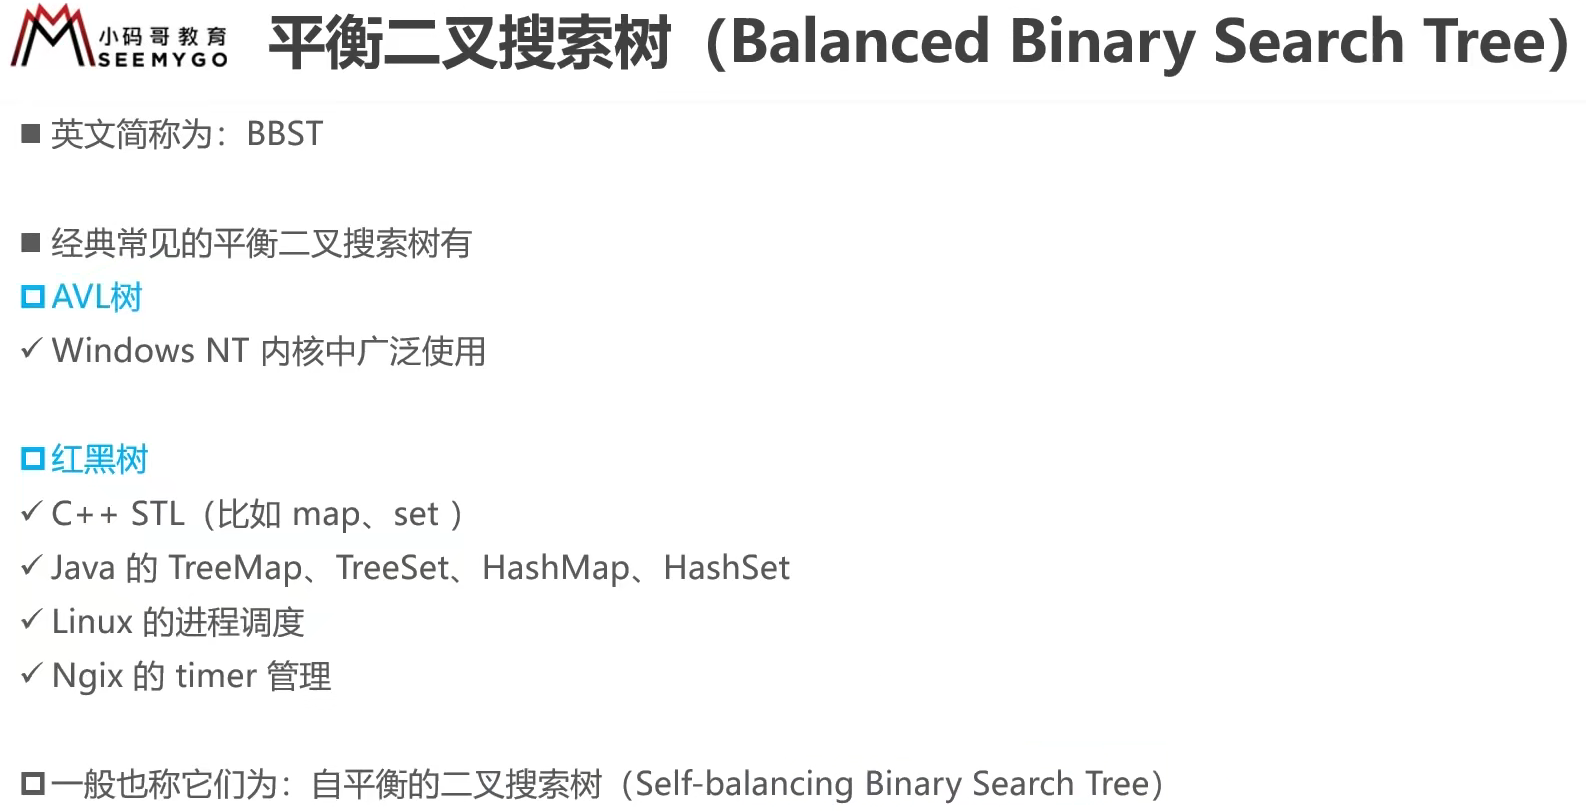 小码哥教育
SEEMYGO
平衡二叉搜索树（Balanced Binary Search Tree）
英文简称为：BBST
经典常见的平衡二叉搜索树有
AVL树
Windows NT 内核中广泛使用
红黑树
C++ STL（比如 map、set ）
Java 的 TreeMap、TreeSet、HashMap、HashSet
Linux 的进程调度
Ngix 的 timer 管理
一般也称它们为：自平衡的二叉搜索树（Self-balancing Binary Search Tree）